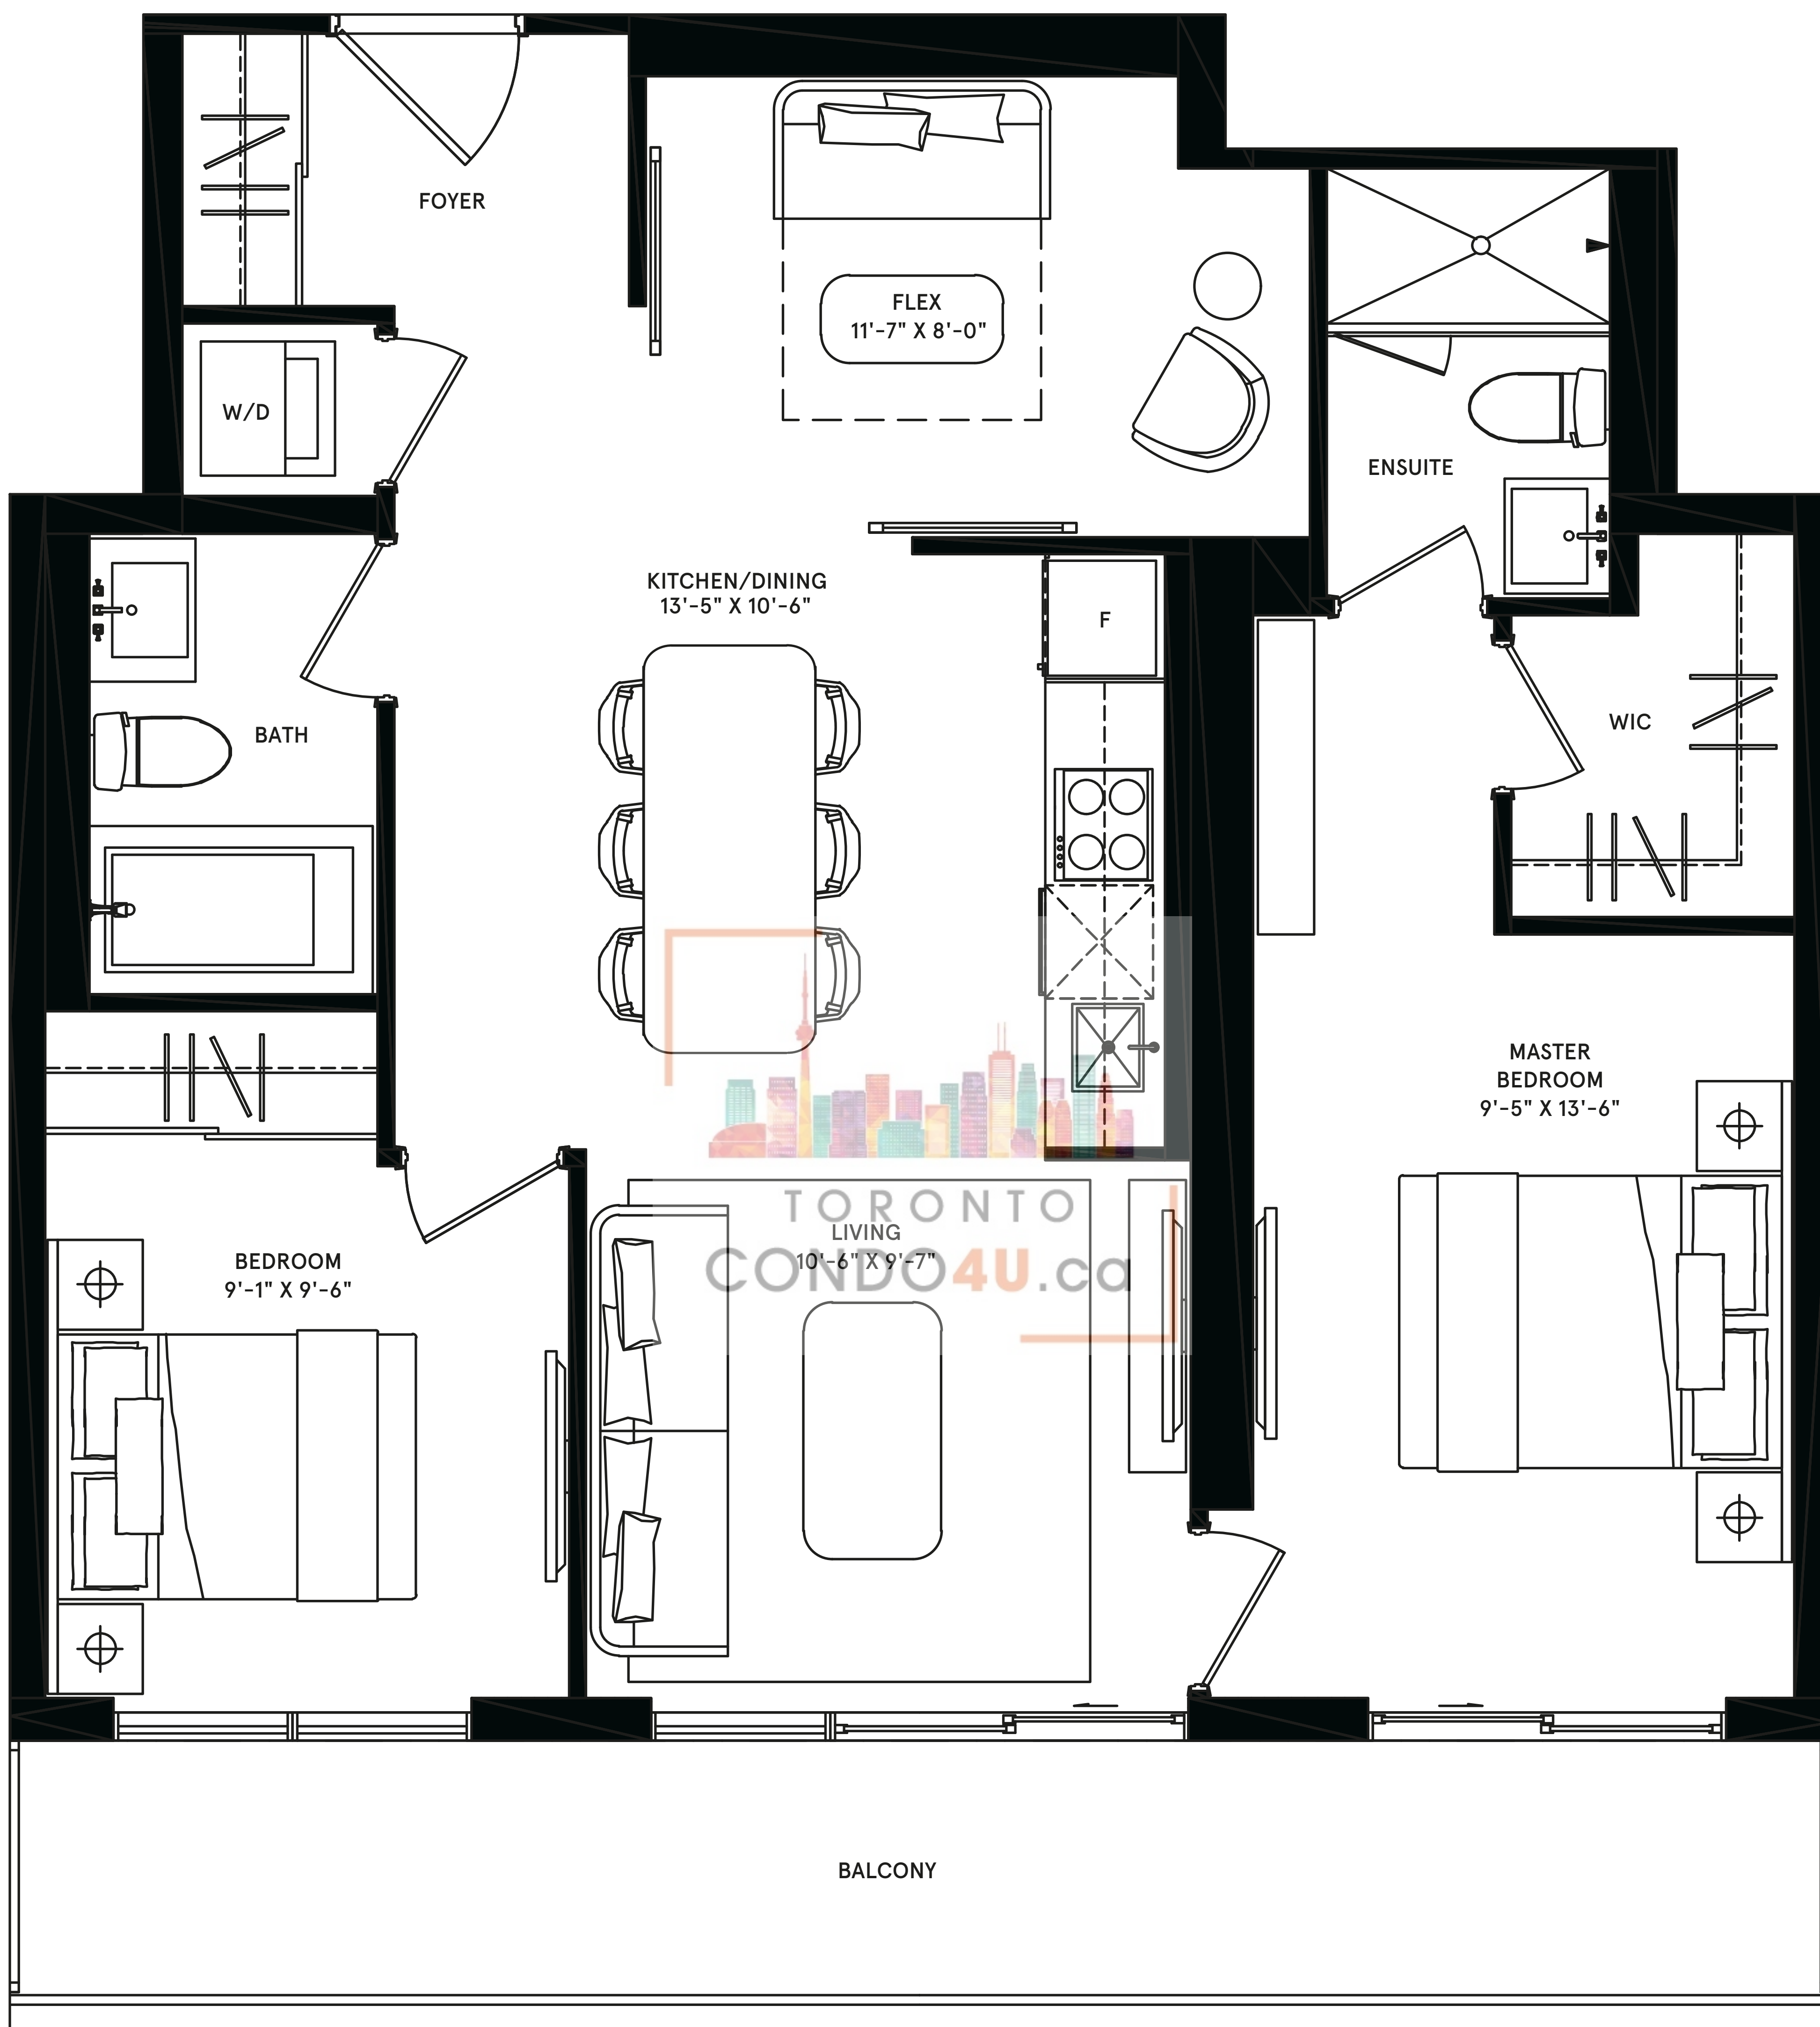 FOYER
FLEX
11'-7" X 8'-0"
W/D
ENSUITE
KITCHEN/DINING
13'-5" X 10'-6"
F
BATH
WIC
MASTER
BEDROOM
9'-5" X 13'-6"
TORONTO
LIVING
10'-6" X 9'-7"
CONDO4U.ca
BEDROOM
9'-1" X 9'-6"
BALCONY